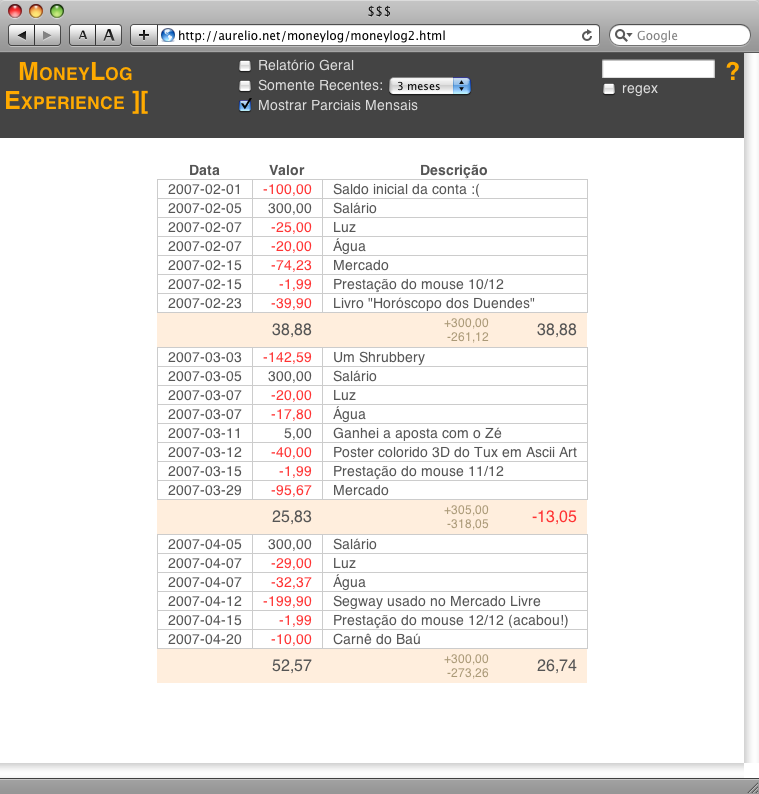 $$$
A A + http://aurelio.net/moneylog/moneylog2.html Google
MoneyLog
Experience ][
Relatório Geral
Somente Recentes: 3 meses
Mostrar Parciais Mensais
?
regex
Data Valor Descrição
2007-02-01 -100,00 Saldo inicial da conta :(
2007-02-05 300,00 Salário
2007-02-07 -25,00 Luz
2007-02-07 -20,00 Água
2007-02-15 -74,23 Mercado
2007-02-15 -1,99 Prestação do mouse 10/12
2007-02-23 -39,90 Livro "Horóscopo dos Duendes"
38,88 +300,00 -261,12 38,88
2007-03-03 -142,59 Um Shrubbery
2007-03-05 300,00 Salário
2007-03-07 -20,00 Luz
2007-03-07 -17,80 Água
2007-03-11 5,00 Ganhei a aposta com o Zé
2007-03-12 -40,00 Poster colorido 3D do Tux em Ascii Art
2007-03-15 -1,99 Prestação do mouse 11/12
2007-03-29 -95,67 Mercado
25,83 +305,00 -318,05 -13,05
2007-04-05 300,00 Salário
2007-04-07 -29,00 Luz
2007-04-07 -32,37 Água
2007-04-12 -199,90 Segway usado no Mercado Livre
2007-04-15 -1,99 Prestação do mouse 12/12 (acabou!)
2007-04-20 -10,00 Carnê do Baú
52,57 +300,00 -273,26 26,74